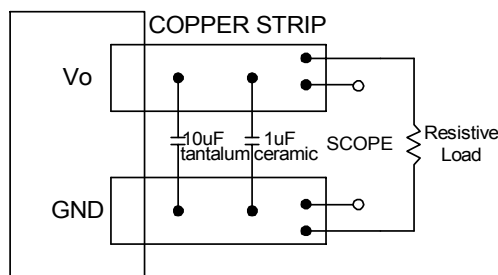 COPPER STRIP
Vo
10uF
1uF
tantalum
ceramic
SCOPE
Resistive
Load
GND